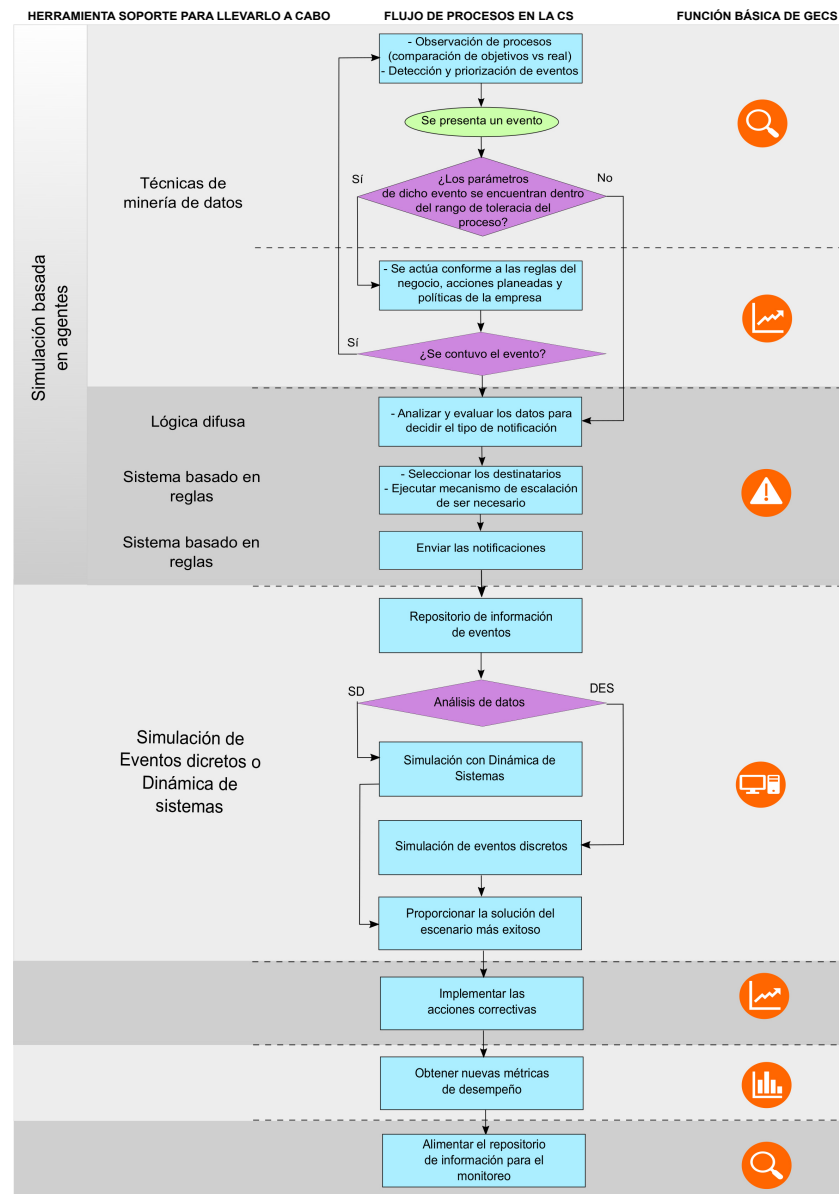 HERRAMIENTA SOPORTE PARA LLEVARLO A CABO
FLUJO DE PROCESOS EN LA CS
FUNCIÓN BÁSICA DE GECS
- Observación de procesos
(comparación de objetivos vs real)
- Detección y priorización de eventos
Se presenta un evento
Técnicas de
minería de datos
Sí
¿Los parámetros
de dicho evento se encuentran dentro
del rango de toleracia del
proceso?
No
Simulación basada
en agentes
- Se actúa conforme a las reglas del
negocio, acciones planeadas y
políticas de la empresa
Sí
¿Se contuvo el evento?
Lógica difusa
- Analizar y evaluar los datos para
decidir el tipo de notificación
Sistema basado en
reglas
- Seleccionar los destinatarios
- Ejecutar mecanismo de escalación
de ser necesario
Sistema basado en
reglas
Enviar las notificaciones
Repositorio de información
de eventos
SD
Análisis de datos
DES
Simulación de
Eventos dicretos o
Dinámica de
sistemas
Simulación con Dinámica de
Sistemas
Simulación de eventos discretos
Proporcionar la solución del
escenario más exitoso
Implementar las
acciones correctivas
Obtener nuevas métricas
de desempeño
Alimentar el repositorio
de información para el
monitoreo